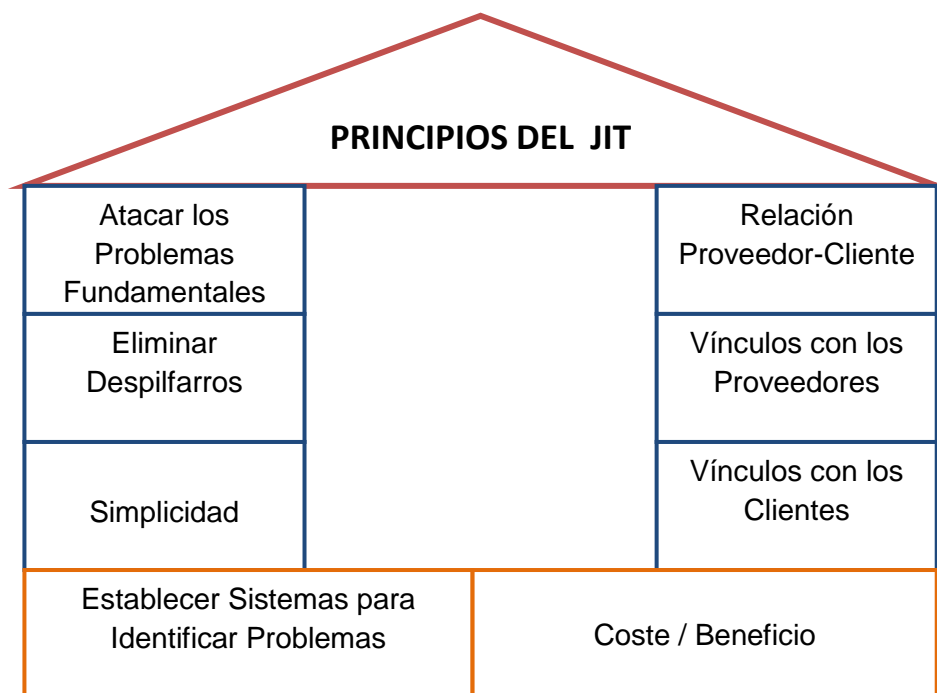 PRINCIPIOS DEL JIT
Atacar los
Problemas
Fundamentales
Relación
Proveedor-Cliente
Eliminar
Despilfarros
Vínculos con los
Proveedores
Simplicidad
Vínculos con los
Clientes
Establecer Sistemas para
Identificar Problemas
Coste / Beneficio